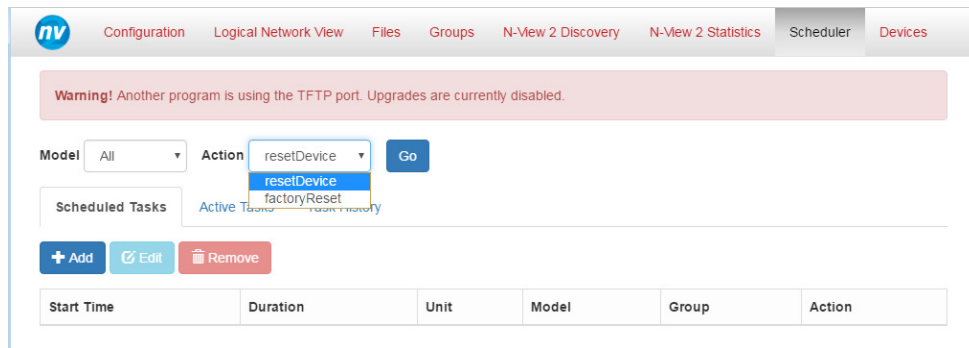 nv Configuration Logical Network View Files Groups N-View 2 Discovery N-View 2 Statistics Scheduler Devices
Warning! Another program is using the TFTP port. Upgrades are currently disabled.
Model All Action resetDevice Go
resetDevice
factoryReset
Scheduled Tasks Active Tasks Task History
Add Edit Remove
Start Time Duration Unit Model Group Action